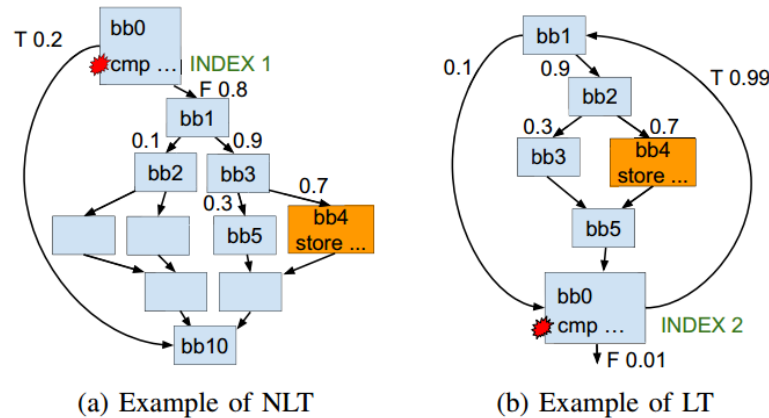 bb0
T 0.2
cmp ...
INDEX 1
F 0.8
bb1
0.1
0.9
bb2
bb3
0.7
0.3
bb4
store ...
bb5
bb10
(a) Example of NLT
bb1
0.1
T 0.99
0.9
bb2
0.3
0.7
bb3
bb4
store ...
bb5
bb0
cmp ...
INDEX 2
F 0.01
(b) Example of LT